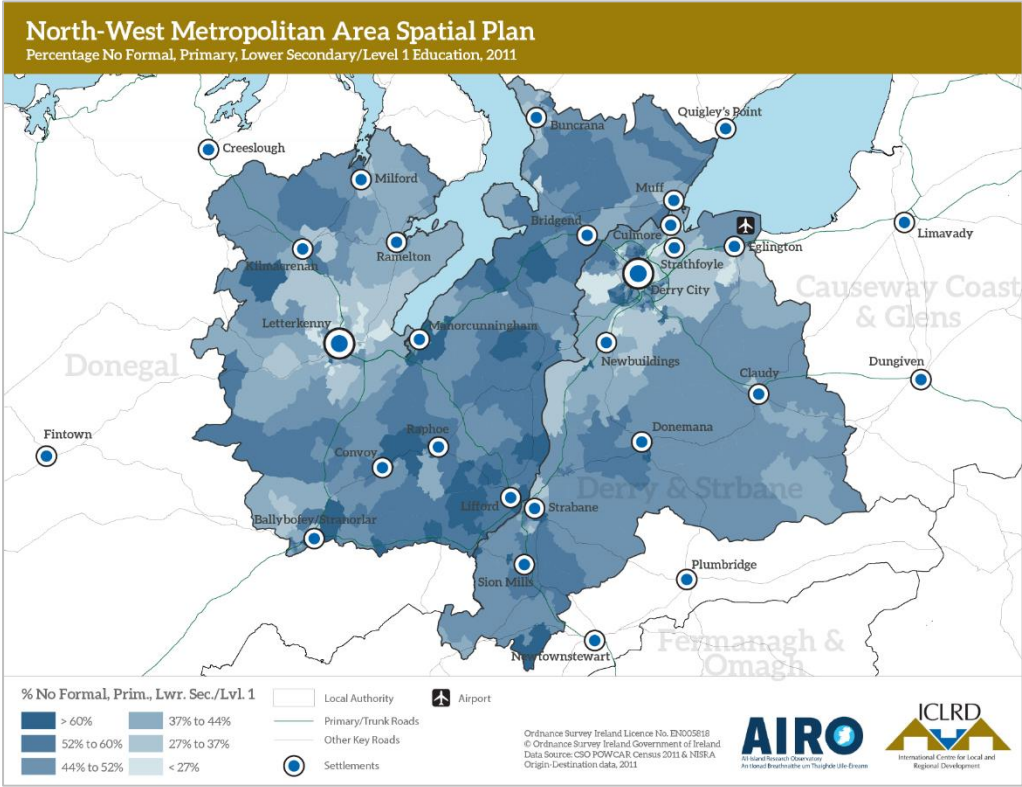 North-West Metropolitan Area Spatial Plan
Percentage No Formal, Primary, Lower Secondary/Level 1 Education, 2011
Quigley's Point
Buncrana
Creeslough
Milford
Muff
Bridgend
Culmore
Limavady
Eglington
Ramelton
Kilmacrenan
Strathfoyle
Derry City
Causeway Coast
& Glens
Letterkenny
Manorcunningham
Donegal
Newbuildings
Dungiven
Claudy
Fintown
Raphoe
Donemana
Convoy
Derry & Strbane
Lifford
Strabane
Ballybofey/Stranorlar
Plumbridge
Sion Mills
Fermanagh &
Omagh
Newtownstewart
% No Formal, Prim., Lwr. Sec./Lvl. 1
> 60%
37% to 44%
52% to 60%
27% to 37%
44% to 52%
< 27%
Local Authority
Airport
Primary/Trunk Roads
Other Key Roads
Settlements
Ordnance Survey Ireland Licence No. EN005818
© Ordnance Survey Ireland Government of Ireland
Data Source: CSO POWCAR Census 2011 & NISRA
Origin-Destination data, 2011
AIRO
All-Island Research Observatory
ICLRD
International Centre for Local and
Regional Development